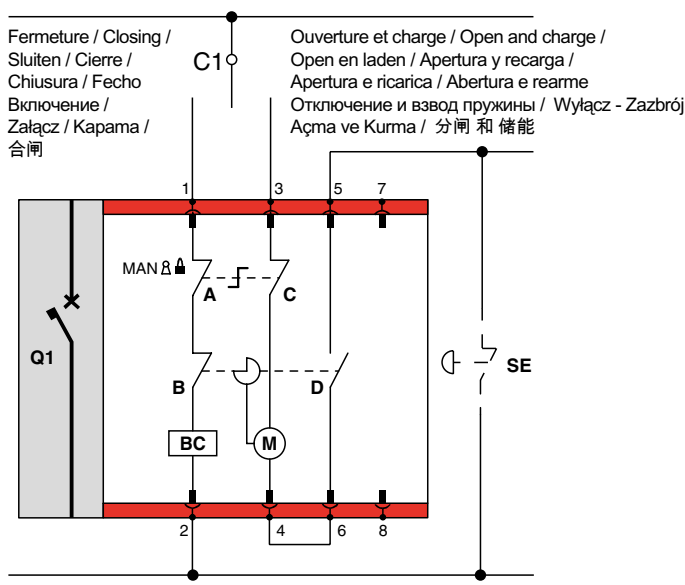 Fermeture / Closing /
Sluiten / Cierre /
Chiusura / Fecho
Включение /
Załącz / Kapama /
合闸
C1
Ouverture et charge / Open and charge /
Open en laden / Apertura y recarga /
Apertura e ricarica / Abertura e rearme
Отключение и взвод пружины / Wyłącz - Zazbrój
Açma ve Kurma / 分闸 和 储能
1 3 5 7
MAN
A C
Q1
B D
SE
BC M
2 4 6 8